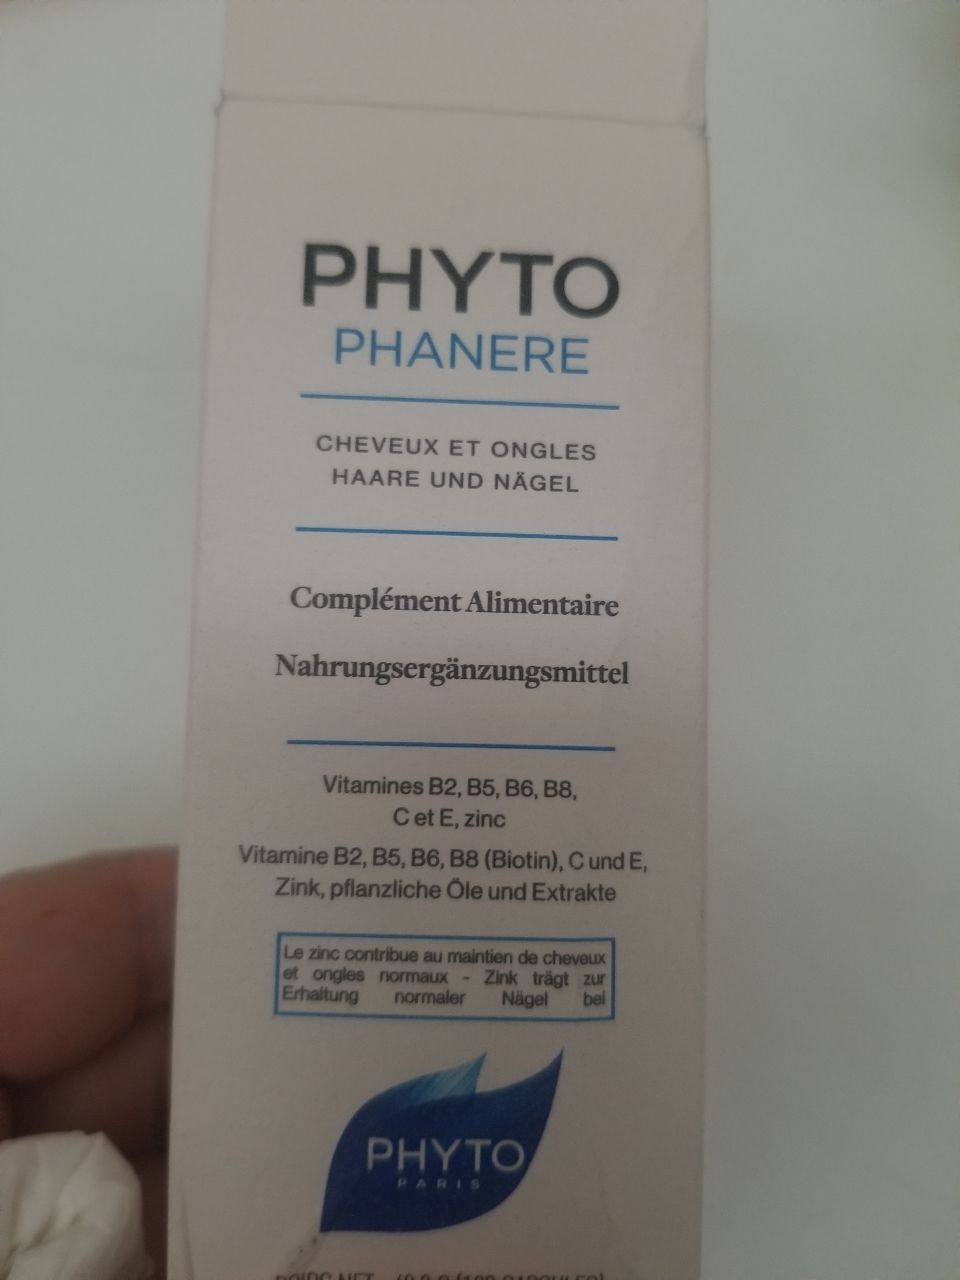 PHYTO
PHANERE
CHEVEUX ET ONGLES
HAARE UND NÄGEL
Complément Alimentaire
Nahrungsergänzungsmittel
Vitamines B2, B5, B6, B8,
C et E, zinc
Vitamine B2, B5, B6, B8 (Biotin), C und E,
Zink, pflanzliche Öle und Extrakte
Le zinc contribue au maintien de cheveux
et ongles normaux - Zink trägt zur
Erhaltung normaler Nägel bei
PHYTO
PARIS
POIDS NET